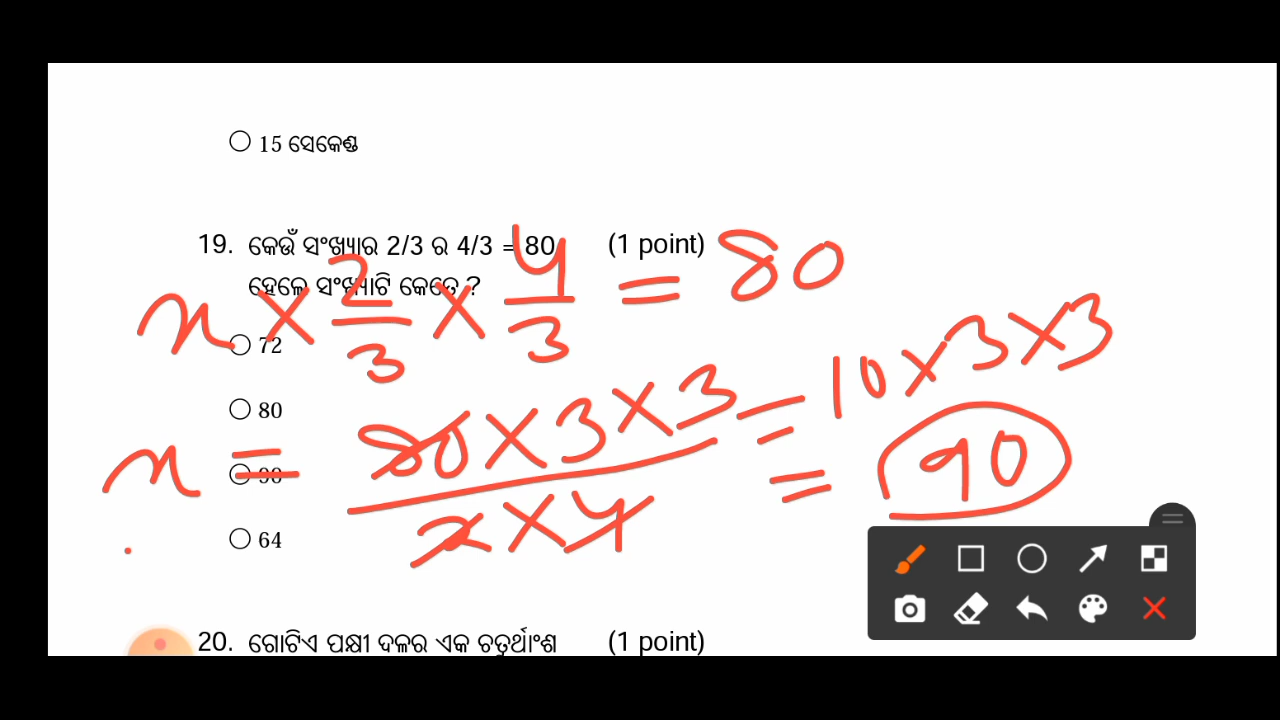 15 ସେକେଣ୍ଡ
19. କେଉଁ ସଂଖ୍ୟାର 2/3 ର 4/3 = 80 (1 point)
ହେଲେ ସଂଖ୍ୟାଟି କେତେ ?
x × 2/3 × 4/3 = 80
72
80
x = 80×3×3 / 2×4 = 10×3×3
90
= 90
64
20. ଗୋଟିଏ ପକ୍ଷୀ ଦଳର ଏକ ଚତୁର୍ଥାଂଶ (1 point)